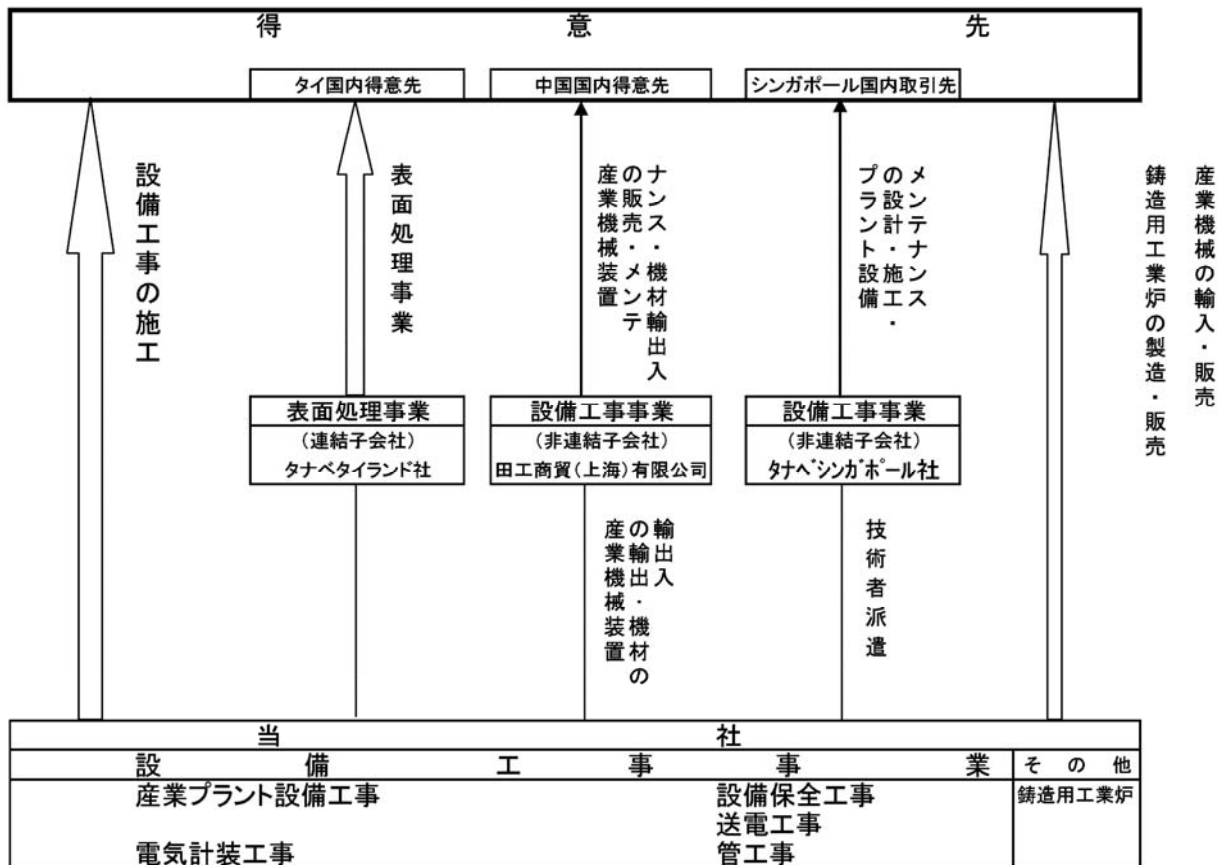 得意先
タイ国内得意先
中国国内得意先
シンガポール国内取引先
設備工事の施工
表面処理事業
産業機械装置
の販売・メンテ
ナンス・機材輸出入
プラント設備
の設計・施工・
メンテナンス
産業機械の輸入・販売
鋳造用工業炉の製造・販売
表面処理事業
(連結子会社)
タナベタイランド社
設備工事事業
(非連結子会社)
田工商貿(上海)有限公司
設備工事事業
(非連結子会社)
タナベシンガポール社
産業機械装置
の輸出・機材の
輸出入
技術者派遣
当社
設備工事事業
その他
産業プラント設備工事
設備保全工事
鋳造用工業炉
送電工事
電気計装工事
管工事